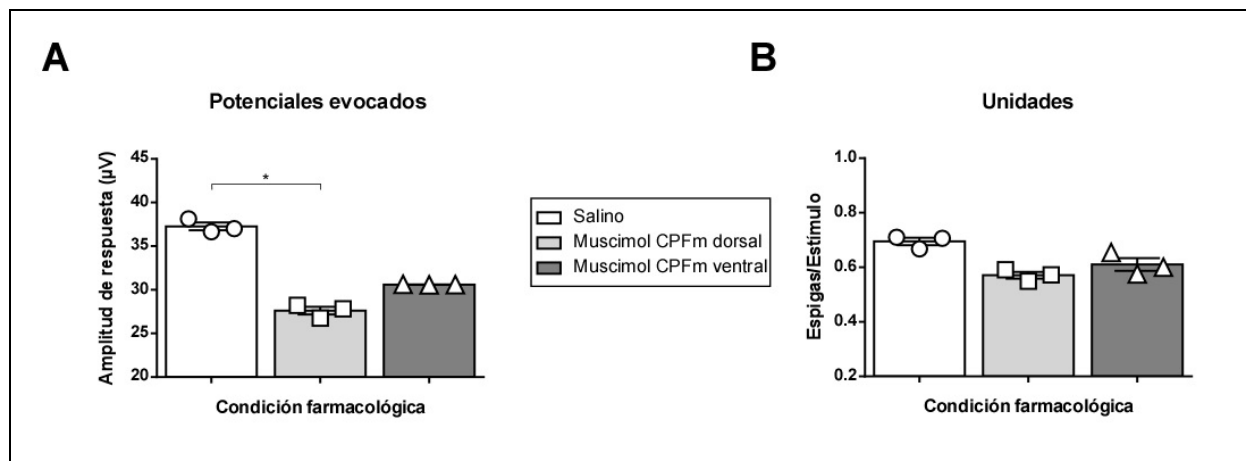 A
Potenciales evocados
Amplitud de respuesta (µV)
45
40
35
30
25
20
*
Condición farmacológica
Salino
Muscimol CPFm dorsal
Muscimol CPFm ventral
B
Unidades
Espigas/Estímulo
1.0
0.8
0.6
0.4
0.2
Condición farmacológica